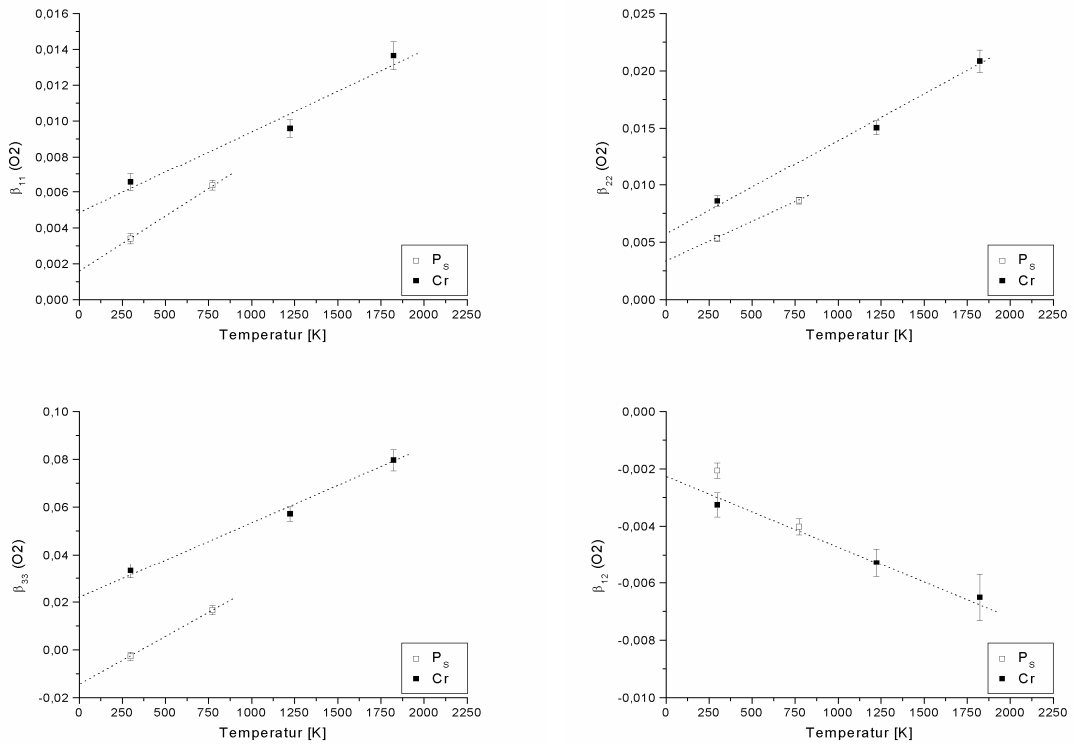 0,016
0,014
0,012
0,010
0,008
0,006
0,004
0,002
0,000
β11 (O2)
0 250 500 750 1000 1250 1500 1750 2000 2250
Temperatur [K]
Ps
Cr
0,025
0,020
0,015
0,010
0,005
0,000
β22 (O2)
0 250 500 750 1000 1250 1500 1750 2000 2250
Temperatur [K]
Ps
Cr
0,10
0,08
0,06
0,04
0,02
0,00
-0,02
β33 (O2)
0 250 500 750 1000 1250 1500 1750 2000 2250
Temperatur [K]
Ps
Cr
0,000
-0,002
-0,004
-0,006
-0,008
-0,010
β12 (O2)
0 250 500 750 1000 1250 1500 1750 2000 2250
Temperatur [K]
Ps
Cr